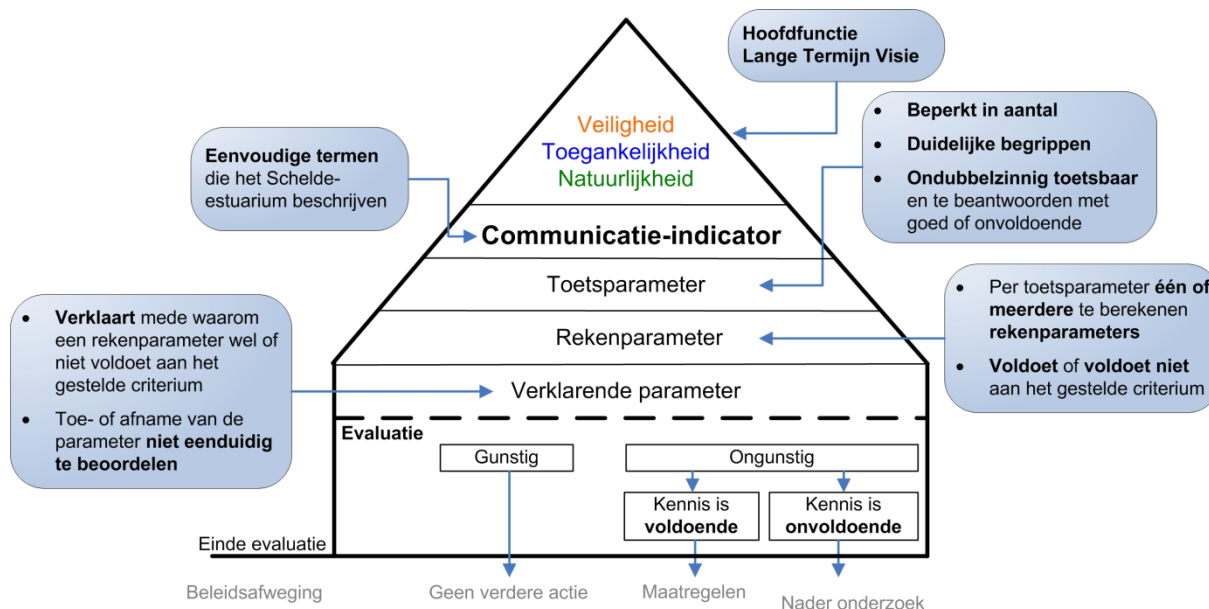 Hoofdfunctie
Lange Termijn Visie
Veiligheid
Toegankelijkheid
Natuurlijkheid
• Beperkt in aantal
• Duidelijke begrippen
• Ondubbelzinnig toetsbaar
en te beantwoorden met
goed of onvoldoende
Eenvoudige termen
die het Schelde-
estuarium beschrijven
Communicatie-indicator
Toetsparameter
• Per toetsparameter één of
meerdere te berekenen
rekenparameters
• Voldoet of voldoet niet
aan het gestelde criterium
Rekenparameter
• Verklaart mede waarom
een rekenparameter wel of
niet voldoet aan het
gestelde criterium
• Toe- of afname van de
parameter niet eenduidig
te beoordelen
Verklarende parameter
Evaluatie
Gunstig
Ongunstig
Kennis is
voldoende
Kennis is
onvoldoende
Einde evaluatie
Beleidsafweging
Geen verdere actie
Maatregelen
Nader onderzoek